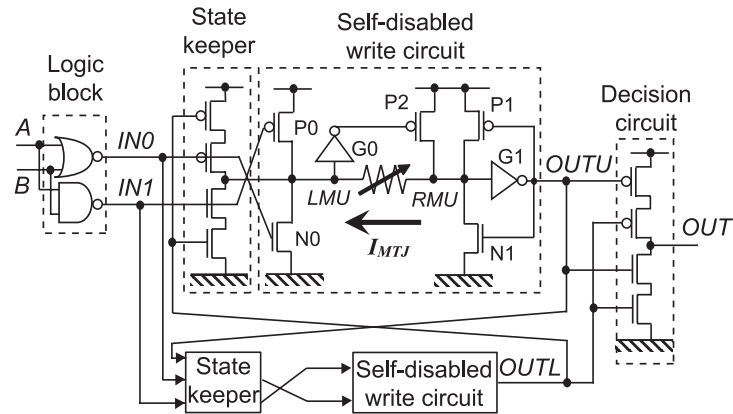 State
keeper
Self-disabled
write circuit
Logic
block
P0
P2
P1
Decision
circuit
A
IN0
G0
G1
OUTU
B
IN1
LMU
RMU
OUT
N0
I_MTJ
N1
State
keeper
Self-disabled
write circuit
OUTL